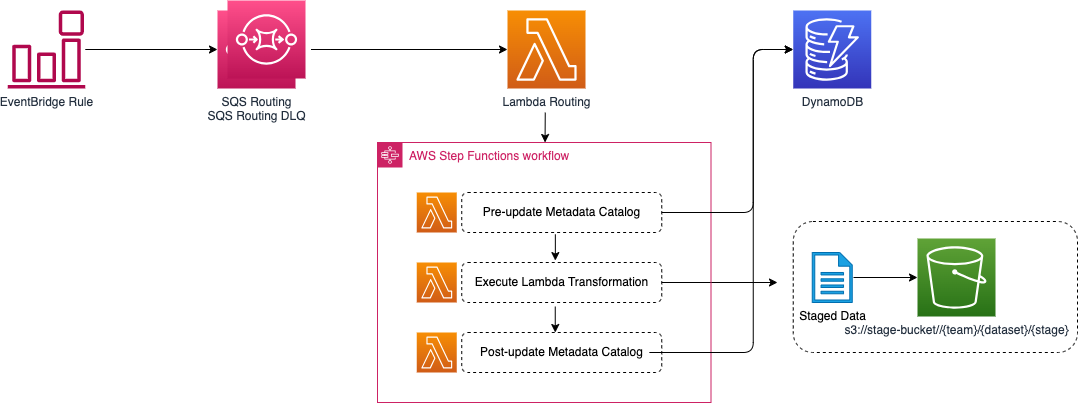 EventBridge Rule
SQS Routing
SQS Routing DLQ
Lambda Routing
DynamoDB
AWS Step Functions workflow
Pre-update Metadata Catalog
Execute Lambda Transformation
Post-update Metadata Catalog
Staged Data
s3://stage-bucket//{team}/{dataset}/{stage}